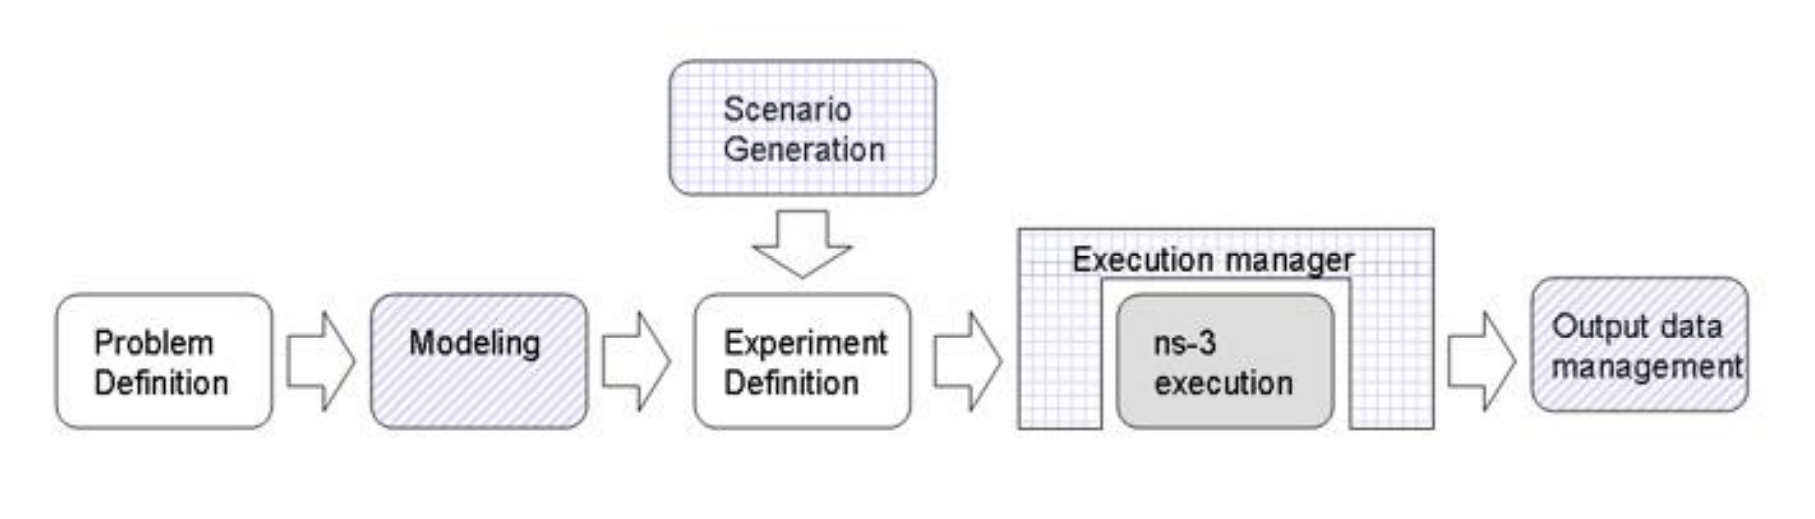 Scenario
Generation
Execution manager
Problem
Definition
Modeling
Experiment
Definition
ns-3
execution
Output data
management